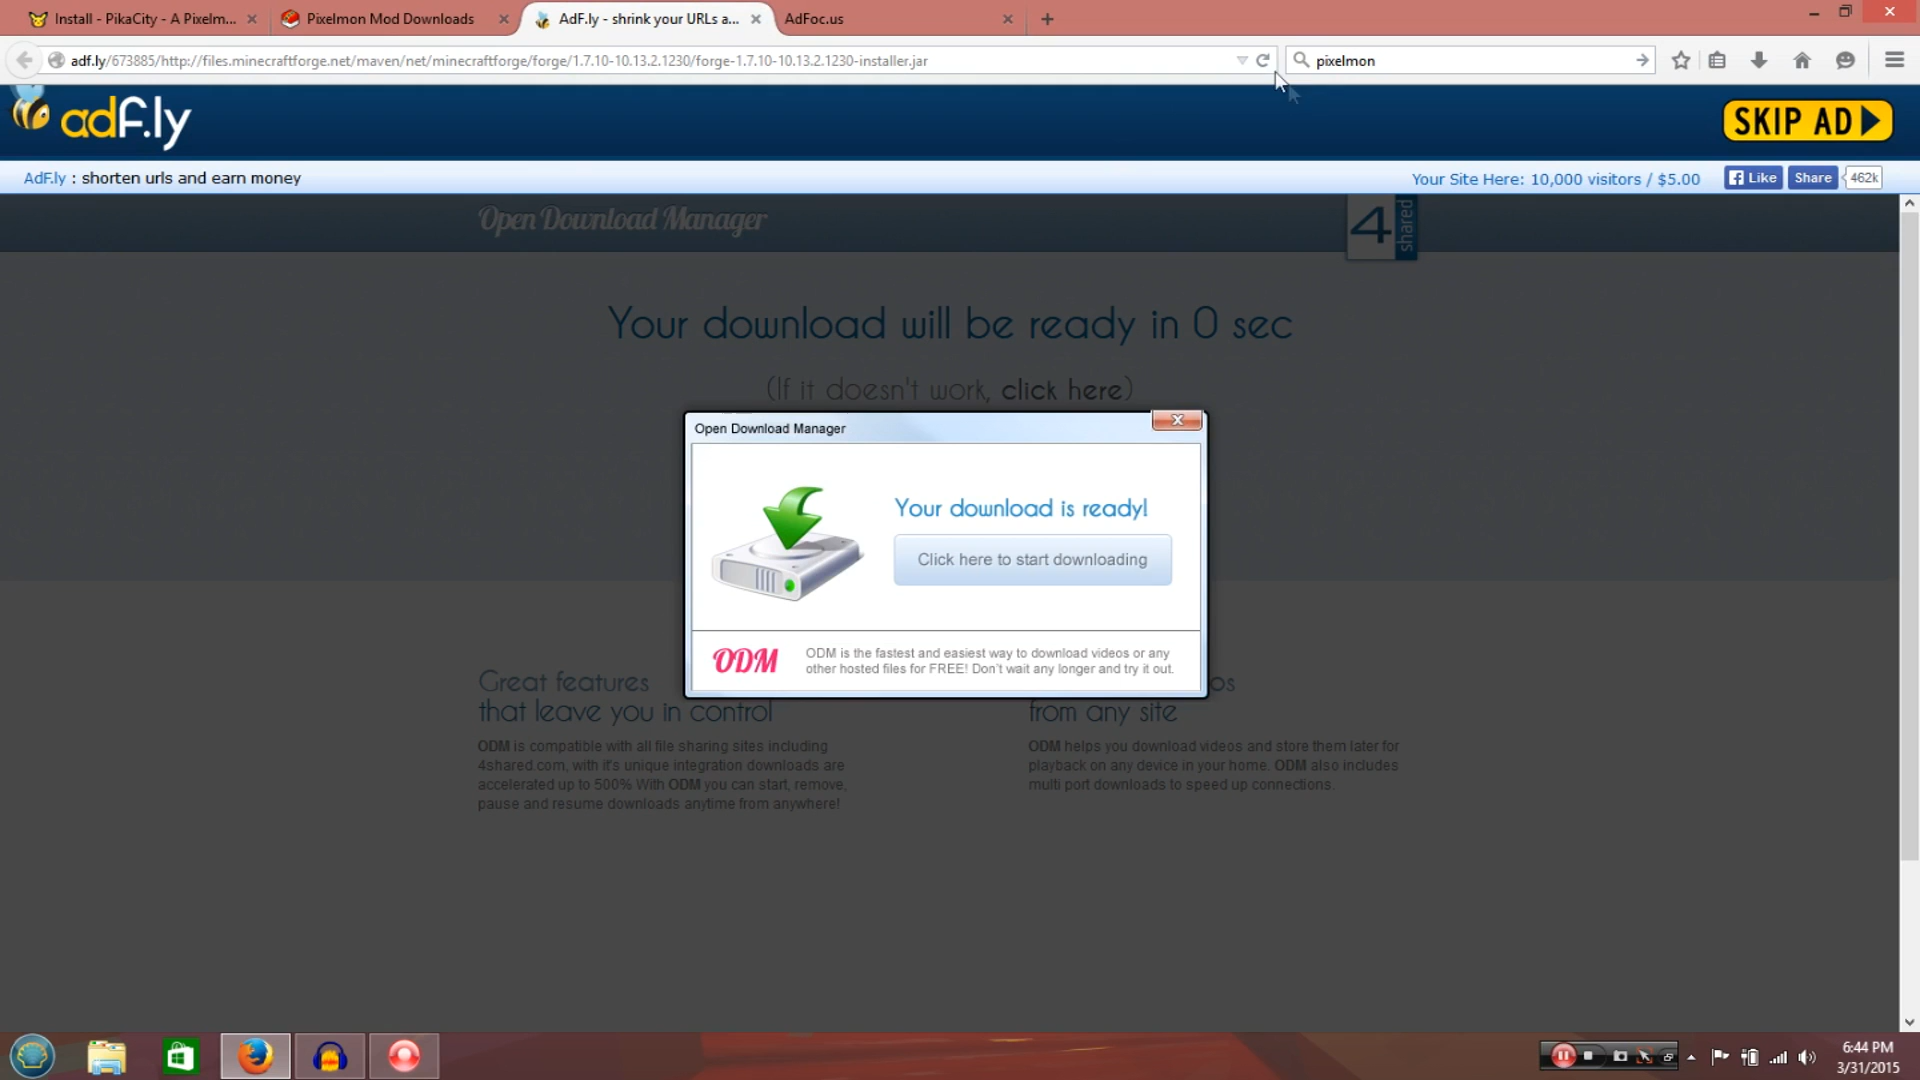 Install - PikaCity - A Pixelm...
Pixelmon Mod Downloads
AdF.ly - shrink your URLs a...
AdFoc.us
adf.ly/673885/http://files.minecraftforge.net/maven/net/minecraftforge/forge/1.7.10-10.13.2.1230/forge-1.7.10-10.13.2.1230-installer.jar
pixelmon
adF.ly
SKIP AD
AdF.ly : shorten urls and earn money
Your Site Here: 10,000 visitors / $5.00
Like
Share
462k
Open Download Manager
4 shared
Your download will be ready in 0 sec
(If it doesn't work, click here)
Open Download Manager
Your download is ready!
Click here to start downloading
ODM
ODM is the fastest and easiest way to download videos or any
other hosted files for FREE! Don't wait any longer and try it out.
Great features
that leave you in control
ODM is compatible with all file sharing sites including
4shared.com, with it's unique integration downloads are
accelerated up to 500% With ODM you can start, remove,
pause and resume downloads anytime from anywhere!
os
from any site
ODM helps you download videos and store them later for
playback on any device in your home. ODM also includes
multi port downloads to speed up connections.
6:44 PM
3/31/2015